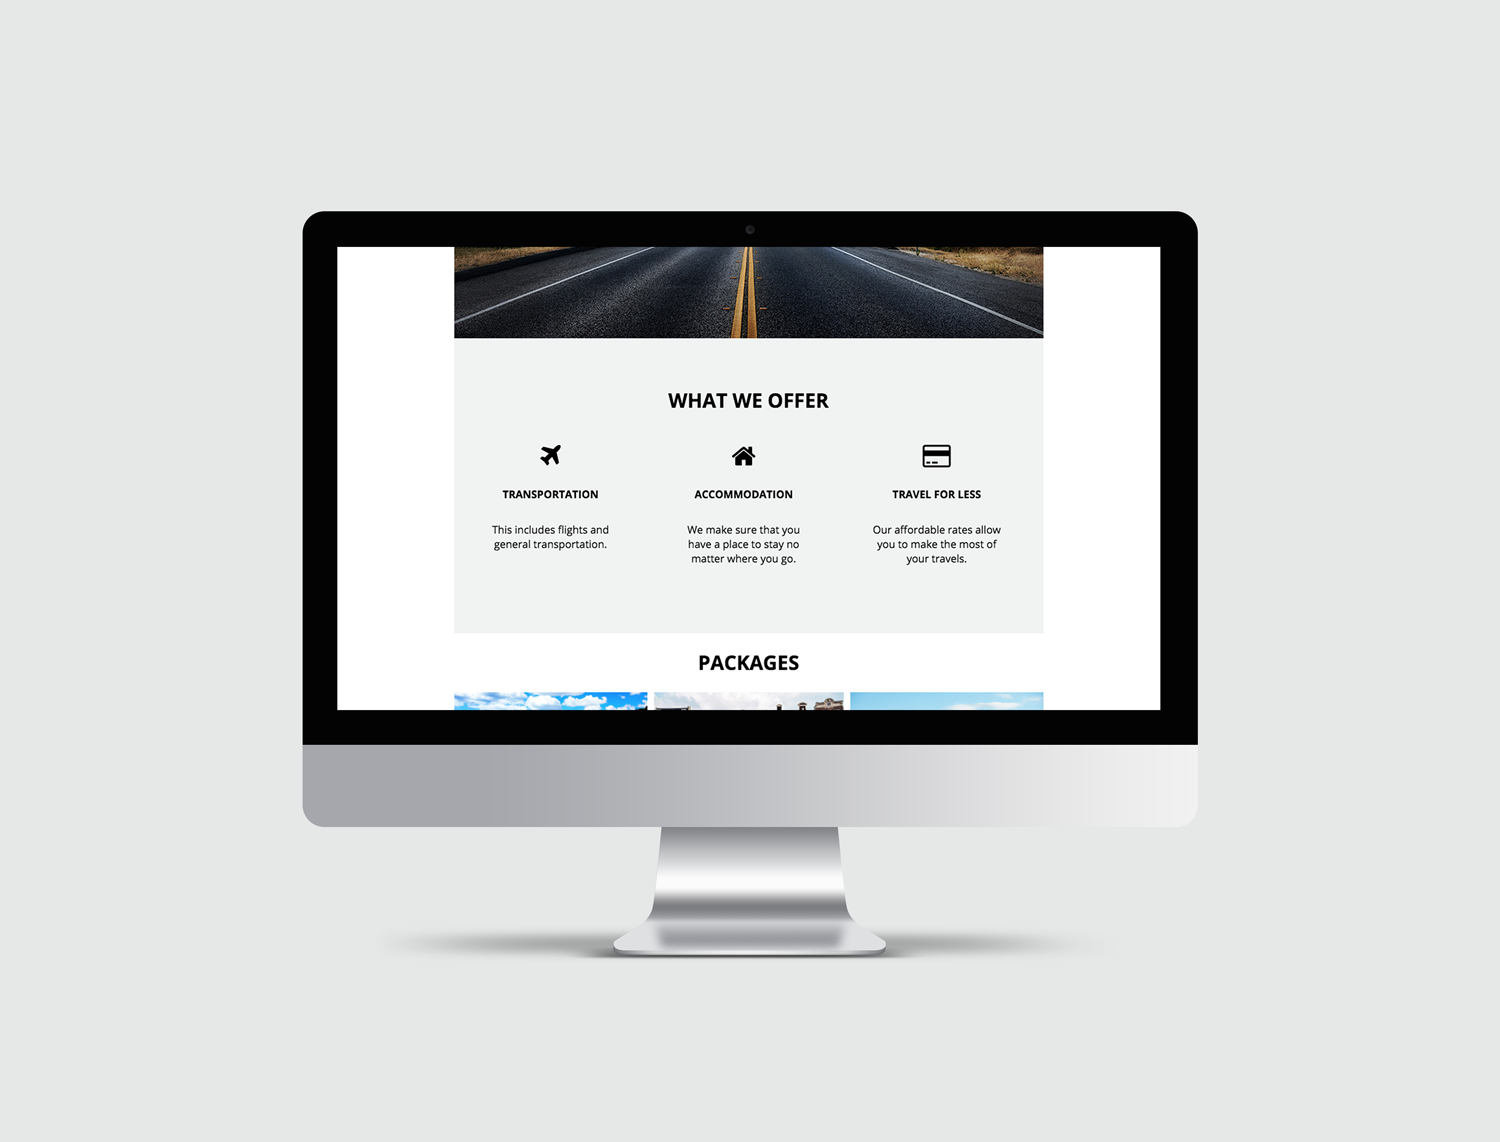 WHAT WE OFFER
TRANSPORTATION
This includes flights and
general transportation.
ACCOMMODATION
We make sure that you
have a place to stay no
matter where you go.
TRAVEL FOR LESS
Our affordable rates allow
you to make the most of
your travels.
PACKAGES